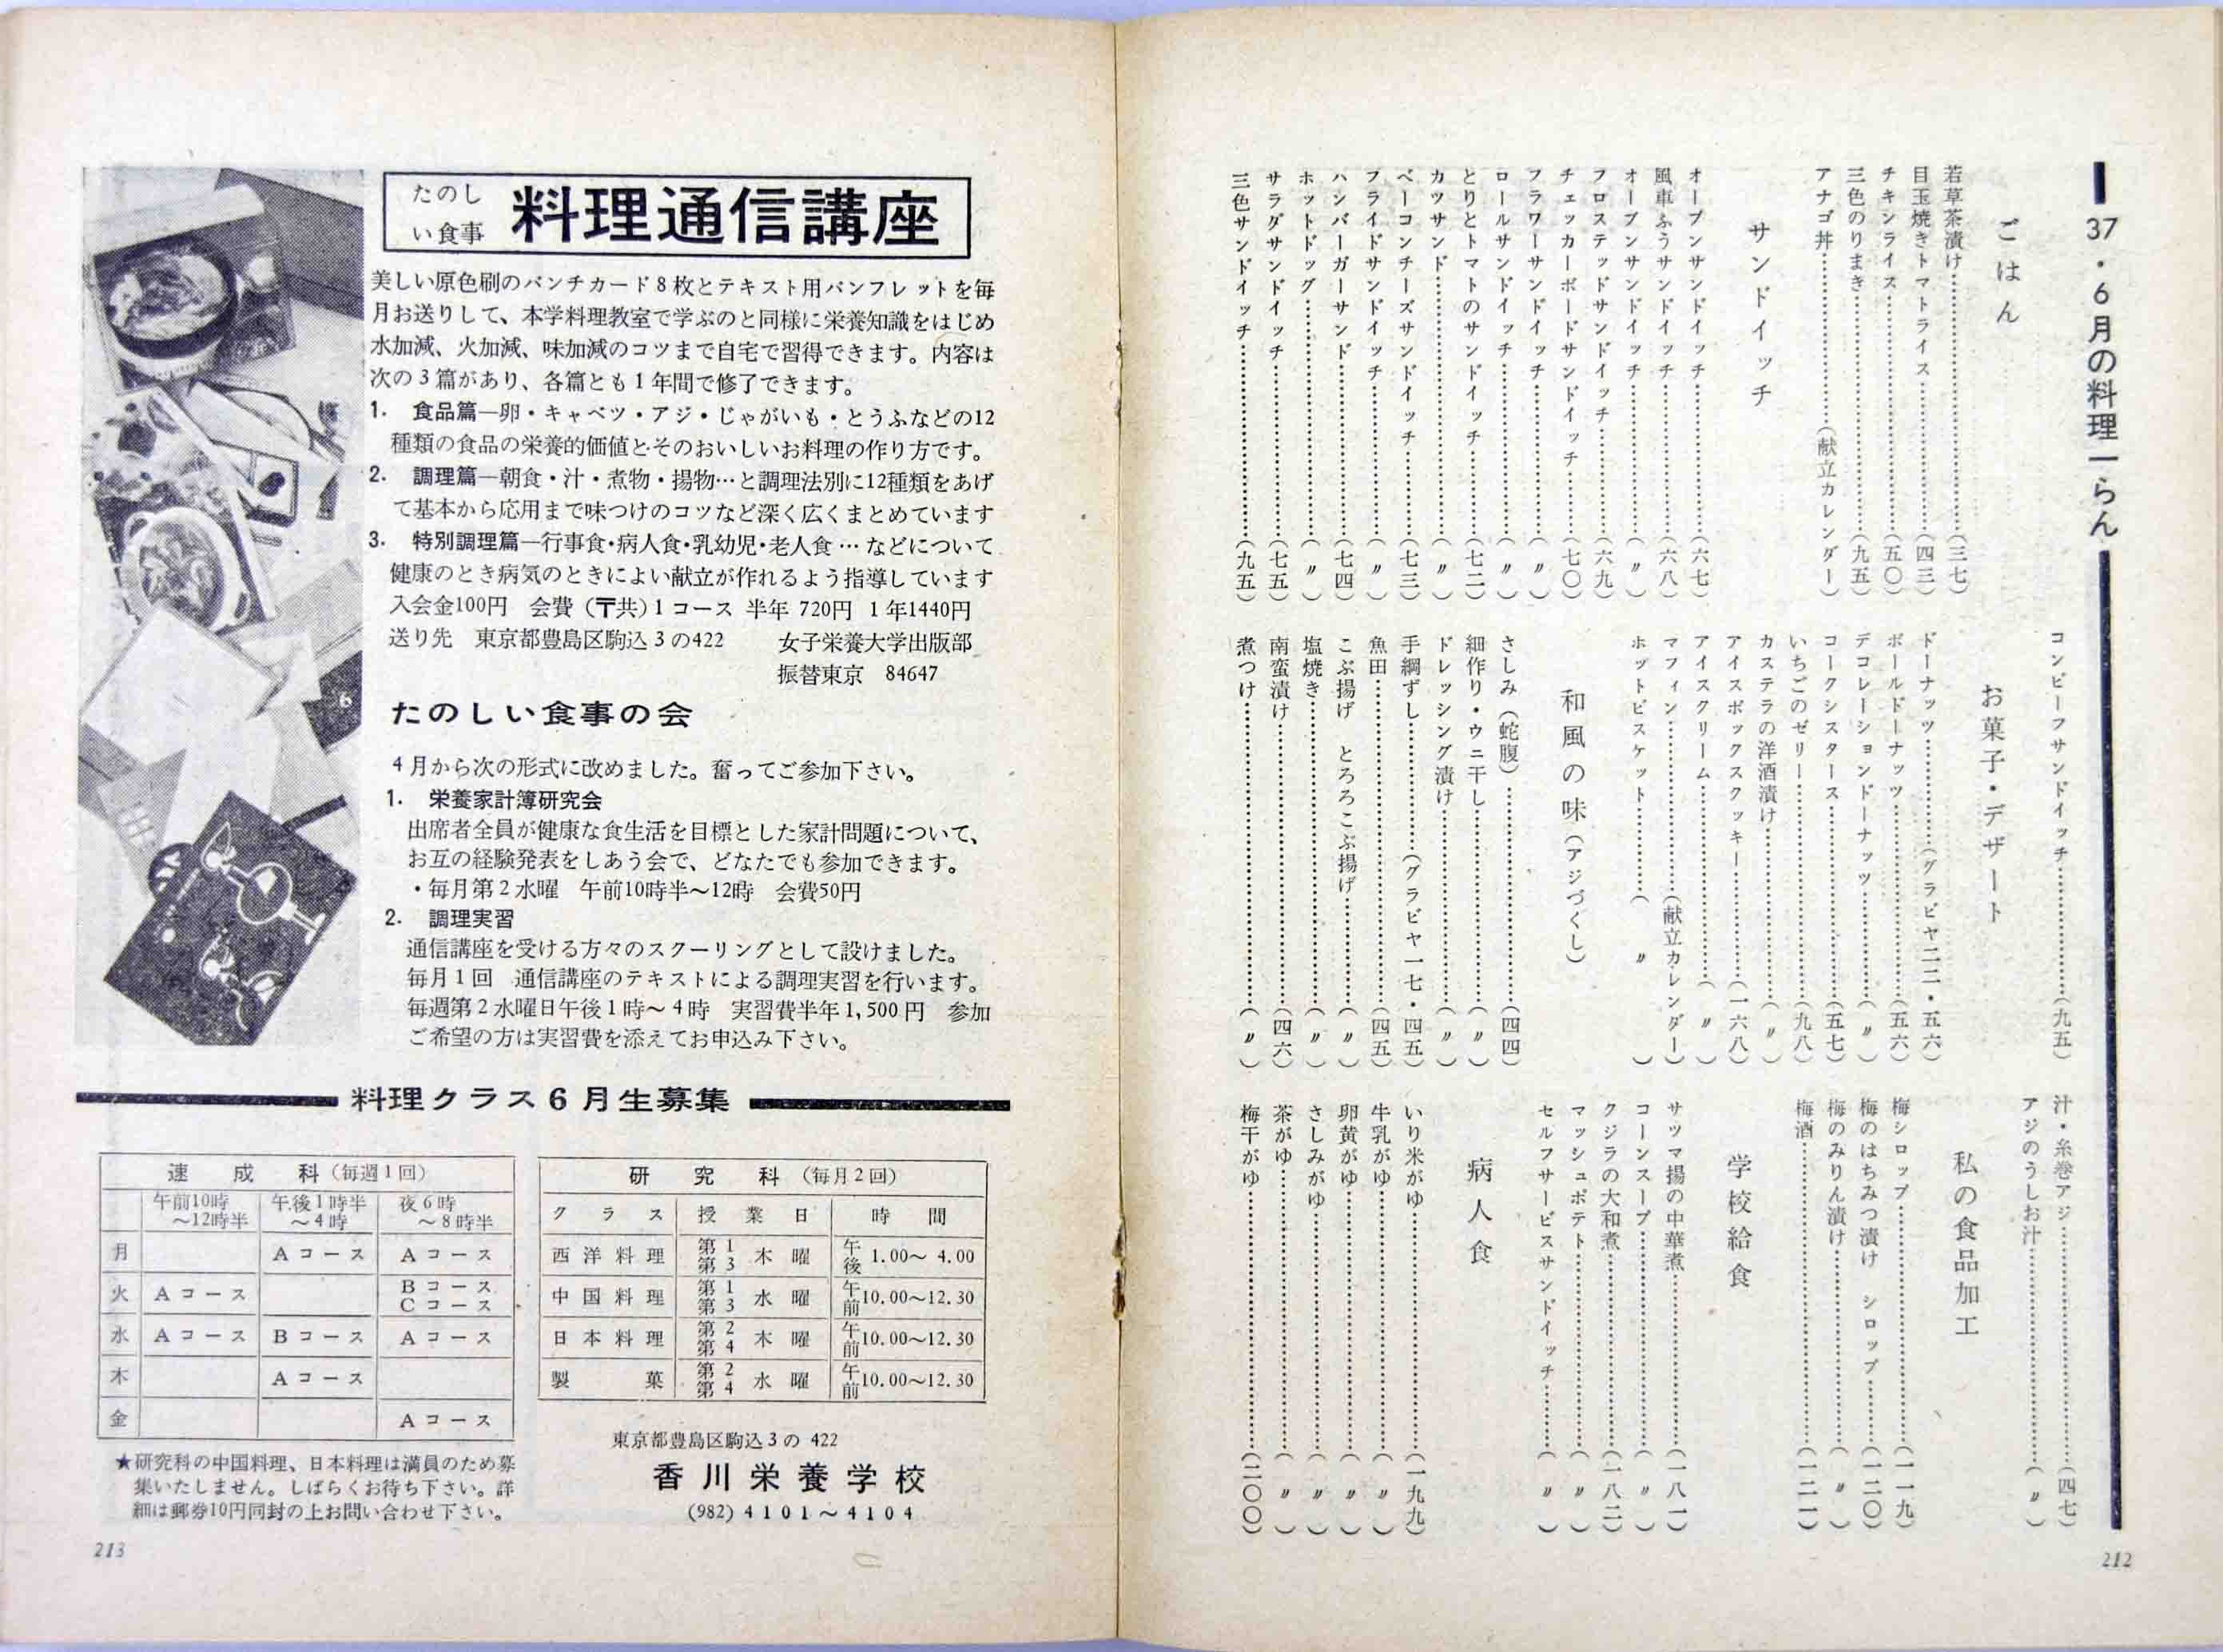 37・6月の料理一らん
ごはん
若草茶漬け……(三七)
目玉焼きトマトライス……(四三)
チキンライス……(五〇)
三色のりまき……(九五)
アナゴ丼……(献立カレンダー)
サンドイッチ
オープンサンドイッチ……(六七)
風車ふうサンドイッチ……(六八)
オープンサンドイッチ……(〃)
フロステッドサンドイッチ……(六九)
チェッカーボードサンドイッチ……(七〇)
フラワーサンドイッチ……(〃)
ロールサンドイッチ……(〃)
とりとトマトのサンドイッチ……(七二)
カツサンド……(〃)
ベーコンチーズサンドイッチ……(七三)
フライドサンドイッチ……(〃)
ハンバーガーサンド……(七四)
ホットドッグ……(〃)
サラダサンドイッチ……(七五)
三色サンドイッチ……(九五)
コンビーフサンドイッチ……(九五)
お菓子・デザート
ドーナッツ……(グラビヤ二二・五六)
ボールドーナッツ……(五六)
デコレーションドーナッツ……(〃)
コークシスタース……(五七)
いちごのゼリー……(九八)
カステラの洋酒漬け……(〃)
アイスボックスクッキー……(一六八)
アイスクリーム……(〃)
マフィン……(献立カレンダー)
ホットビスケット……(〃)
和風の味(アジづくし)
さしみ(蛇腹)……(四四)
細作り・ウニ干し……(〃)
ドレッシング漬け……(〃)
手綱ずし……(グラビヤ一七・四五)
魚田……(四五)
こぶ揚げ とろろこぶ揚げ……(〃)
塩焼き……(〃)
南蛮漬け……(四六)
煮つけ……(〃)
汁・糸巻アジ……(四七)
アジのうしお汁……(〃)
私の食品加工
梅シロップ……(一一九)
梅のはちみつ漬け シロップ……(一二〇)
梅のみりん漬け……(〃)
梅酒……(一二一)
学校給食
サツマ揚の中華煮……(一八一)
コーンスープ……(〃)
クジラの大和煮……(一八二)
マッシュポテト……(〃)
セルフサービスサンドイッチ……(〃)
病人食
いり米がゆ……(一九九)
牛乳がゆ……(〃)
卵黄がゆ……(〃)
さしみがゆ……(〃)
茶がゆ……(〃)
梅干がゆ……(二〇〇)
212
たのしい食事 料理通信講座
美しい原色刷のパンチカード8枚とテキスト用パンフレットを毎
月お送りして、本学料理教室で学ぶのと同様に栄養知識をはじめ
水加減、火加減、味加減のコツまで自宅で習得できます。内容は
次の3篇があり、各篇とも1年間で修了できます。
1. 食品篇―卵・キャベツ・アジ・じゃがいも・とうふなどの12
種類の食品の栄養的価値とそのおいしいお料理の作り方です。
2. 調理篇―朝食・汁・煮物・揚物…と調理法別に12種類をあげ
て基本から応用まで味つけのコツなど深く広くまとめています
3. 特別調理篇―行事食・病人食・乳幼児・老人食…などについて
健康のとき病気のときによい献立が作れるよう指導しています
入会金100円 会費(〒共)1コース 半年 720円 1年1440円
送り先 東京都豊島区駒込3の422 女子栄養大学出版部
振替東京 84647
たのしい食事の会
4月から次の形式に改めました。奮ってご参加下さい。
1. 栄養家計簿研究会
出席者全員が健康な食生活を目標とした家計問題について、
お互の経験発表をしあう会で、どなたでも参加できます。
・毎月第2水曜 午前10時半〜12時 会費50円
2. 調理実習
通信講座を受ける方々のスクーリングとして設けました。
毎月1回 通信講座のテキストによる調理実習を行います。
毎週第2水曜日午後1時〜4時 実習費半年1,500円 参加
ご希望の方は実習費を添えてお申込み下さい。
料理クラス6月生募集
速成科(毎週1回)
午前10時〜12時半 午後1時半〜4時 夜6時〜8時半
月 Aコース Aコース
火 Aコース Bコース Cコース
水 Aコース Bコース Aコース
木 Aコース
金 Aコース
★研究科の中国料理、日本料理は満員のため募
集いたしません。しばらくお待ち下さい。詳
細は郵券10円同封の上お問い合わせ下さい。
研究科(毎月2回)
クラス 授業日 時間
西洋料理 第1第3木曜 午後1.00〜4.00
中国料理 第1第3水曜 午前10.00〜12.30
日本料理 第2第4木曜 午前10.00〜12.30
製菓 第2第4水曜 午前10.00〜12.30
東京都豊島区駒込3の422
香川栄養学校
(982)4101〜4104
213